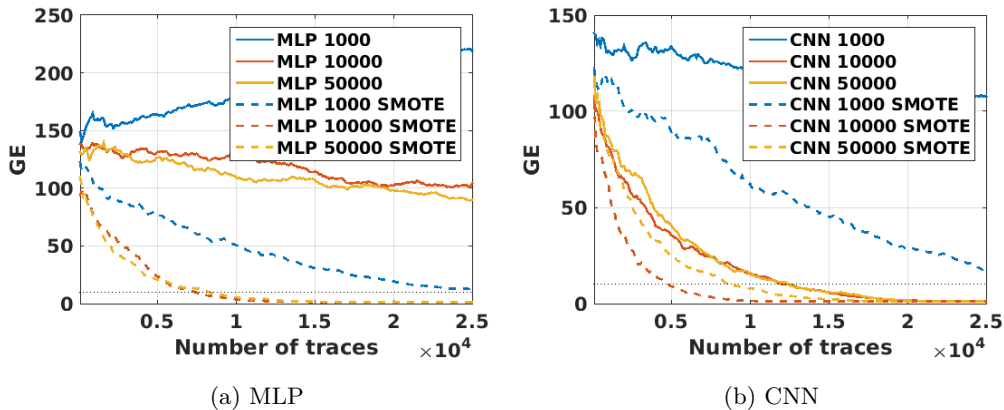 250
200
150
100
50
0
GE
MLP 1000
MLP 10000
MLP 50000
MLP 1000 SMOTE
MLP 10000 SMOTE
MLP 50000 SMOTE
0.5 1 1.5 2 2.5
Number of traces ×10^4
(a) MLP
150
100
50
0
GE
CNN 1000
CNN 10000
CNN 50000
CNN 1000 SMOTE
CNN 10000 SMOTE
CNN 50000 SMOTE
0.5 1 1.5 2 2.5
Number of traces ×10^4
(b) CNN